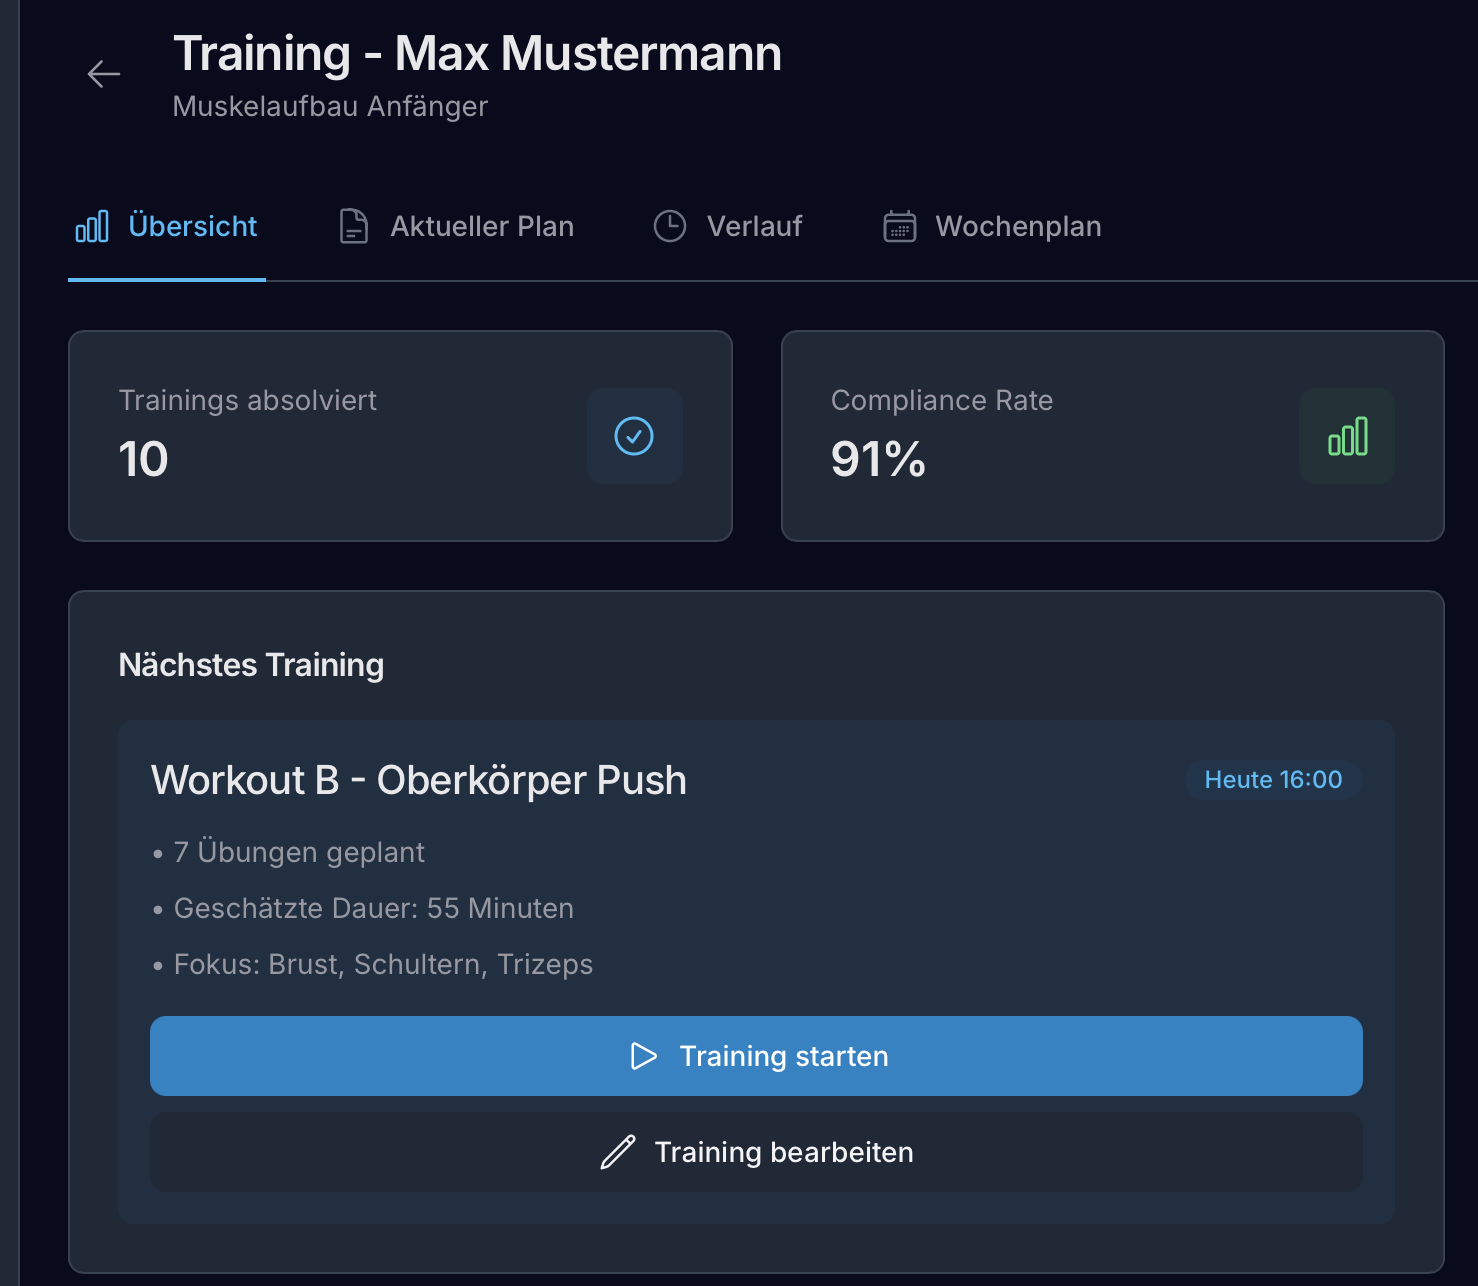 Training - Max Mustermann
Muskelaufbau Anfänger
Übersicht
Aktueller Plan
Verlauf
Wochenplan
Trainings absolviert
10
Compliance Rate
91%
Nächstes Training
Workout B - Oberkörper Push
Heute 16:00
• 7 Übungen geplant
• Geschätzte Dauer: 55 Minuten
• Fokus: Brust, Schultern, Trizeps
Training starten
Training bearbeiten